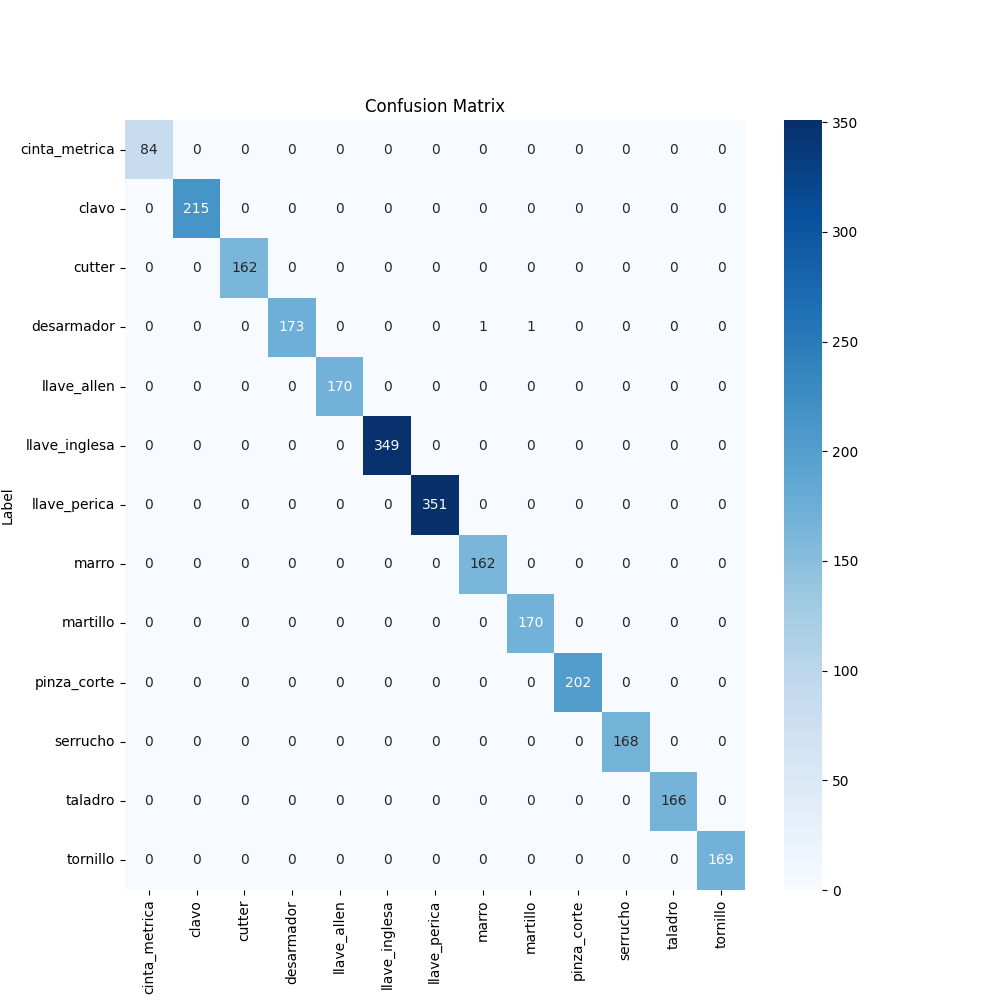 Confusion Matrix
cinta_metrica 84 0 0 0 0 0 0 0 0 0 0 0 0
clavo 0 215 0 0 0 0 0 0 0 0 0 0 0
cutter 0 0 162 0 0 0 0 0 0 0 0 0 0
desarmador 0 0 0 173 0 0 0 1 1 0 0 0 0
llave_allen 0 0 0 0 170 0 0 0 0 0 0 0 0
llave_inglesa 0 0 0 0 0 349 0 0 0 0 0 0 0
llave_perica 0 0 0 0 0 0 351 0 0 0 0 0 0
marro 0 0 0 0 0 0 0 162 0 0 0 0 0
martillo 0 0 0 0 0 0 0 0 170 0 0 0 0
pinza_corte 0 0 0 0 0 0 0 0 0 202 0 0 0
serrucho 0 0 0 0 0 0 0 0 0 0 168 0 0
taladro 0 0 0 0 0 0 0 0 0 0 0 166 0
tornillo 0 0 0 0 0 0 0 0 0 0 0 0 169
Label
cinta_metrica
clavo
cutter
desarmador
llave_allen
llave_inglesa
llave_perica
marro
martillo
pinza_corte
serrucho
taladro
tornillo
350
300
250
200
150
100
50
0